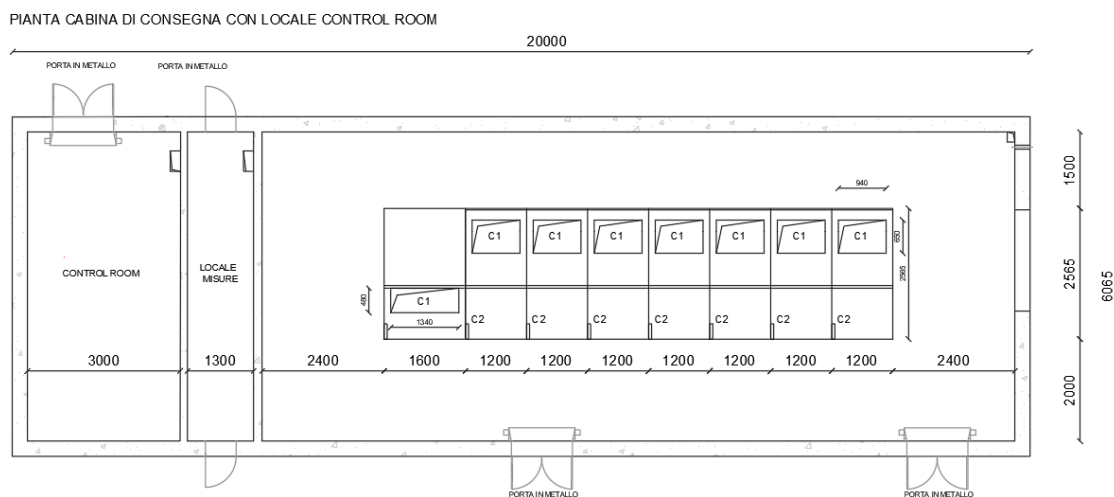 PIANTA CABINA DI CONSEGNA CON LOCALE CONTROL ROOM
20000
PORTA IN METALLO
PORTA IN METALLO
1500
940
C1 C1 C1 C1 C1 C1 C1
650
CONTROL ROOM
LOCALE
MISURE
2565
2565
6065
480
C1
1340
C2 C2 C2 C2 C2 C2 C2
3000 1300 2400 1600 1200 1200 1200 1200 1200 1200 1200 2400
2000
PORTA IN METALLO
PORTA IN METALLO